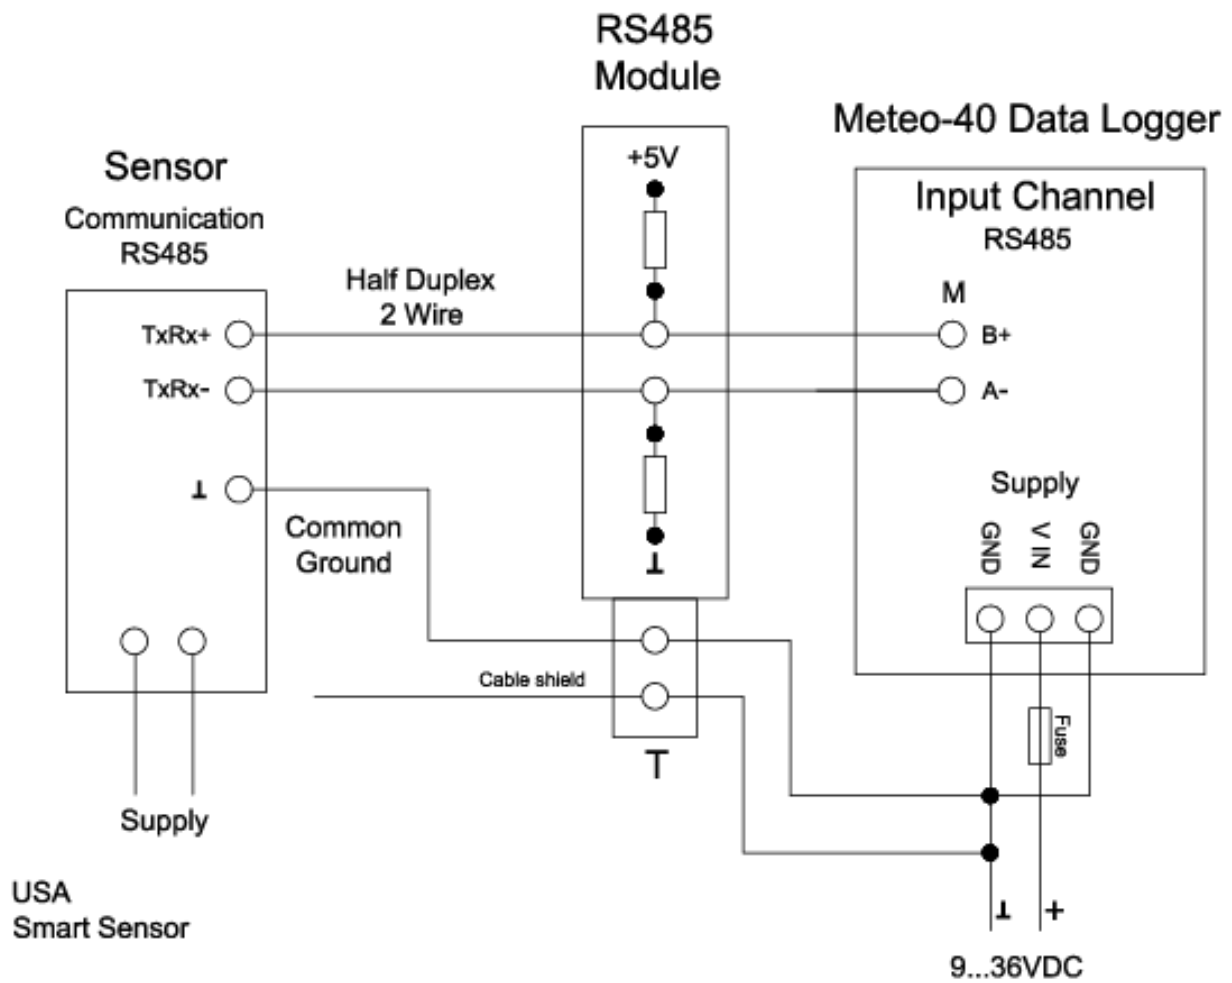 RS485
Module
Meteo-40 Data Logger
+5V
Sensor
Input Channel
Communication
RS485
RS485
Half Duplex
2 Wire
M
TxRx+
B+
TxRx-
A-
Supply
⊥
GND
V IN
GND
Common
Ground
⊥
Cable shield
Fuse
T
Supply
USA
Smart Sensor
⊥ +
9...36VDC